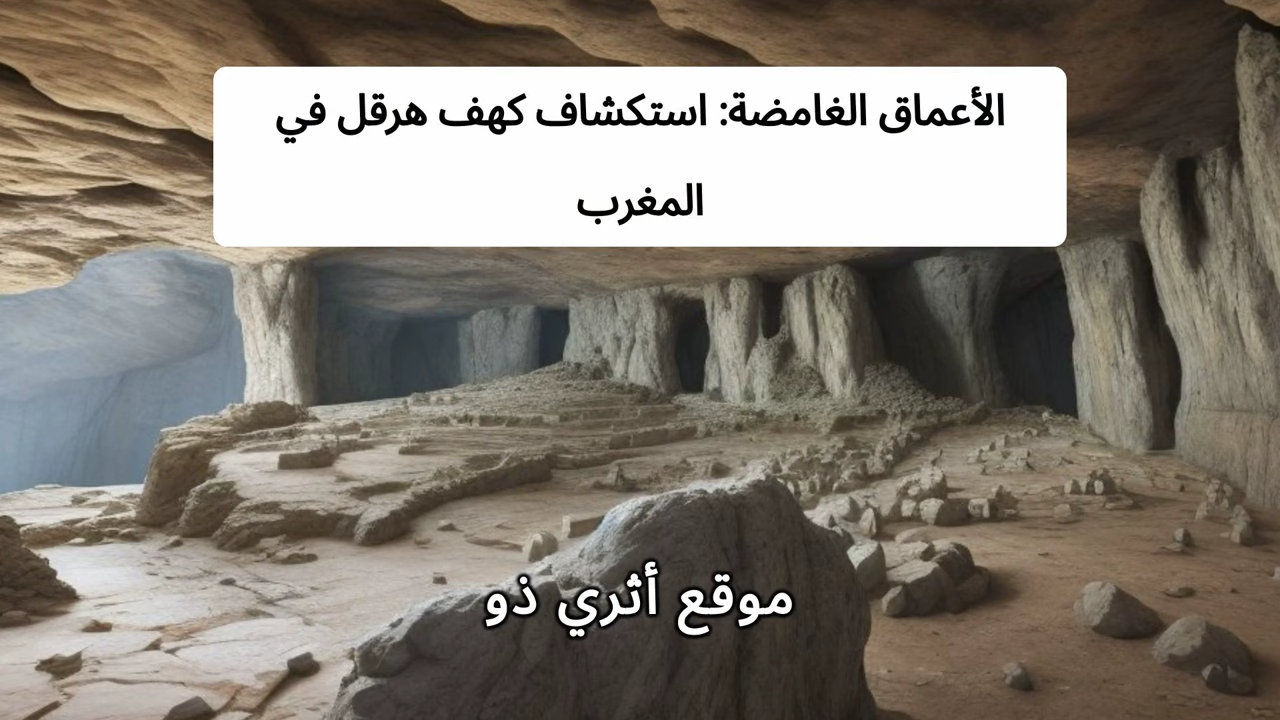 الأعماق الغامضة: استكشاف كهف هرقل في
المغرب
موقع أثري ذو